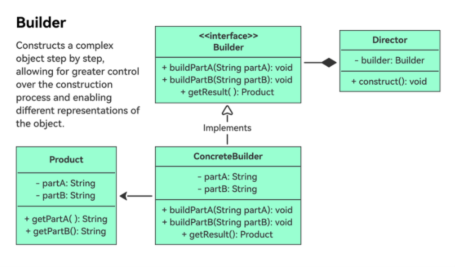 Builder
Constructs a complex
object step by step,
allowing for greater control
over the construction
process and enabling
different representations of
the object.
<<interface>>
Builder
+ buildPartA(String partA): void
+ buildPartB(String partB): void
+ getResult( ): Product
Director
- builder: Builder
+ construct(): void
Implements
Product
- partA: String
- partB: String
+ getPartA( ): String
+ getPartB(): String
ConcreteBuilder
- partA: String
- partB: String
+ buildPartA(String partA): void
+ buildPartB(String partB): void
+ getResult(): Product